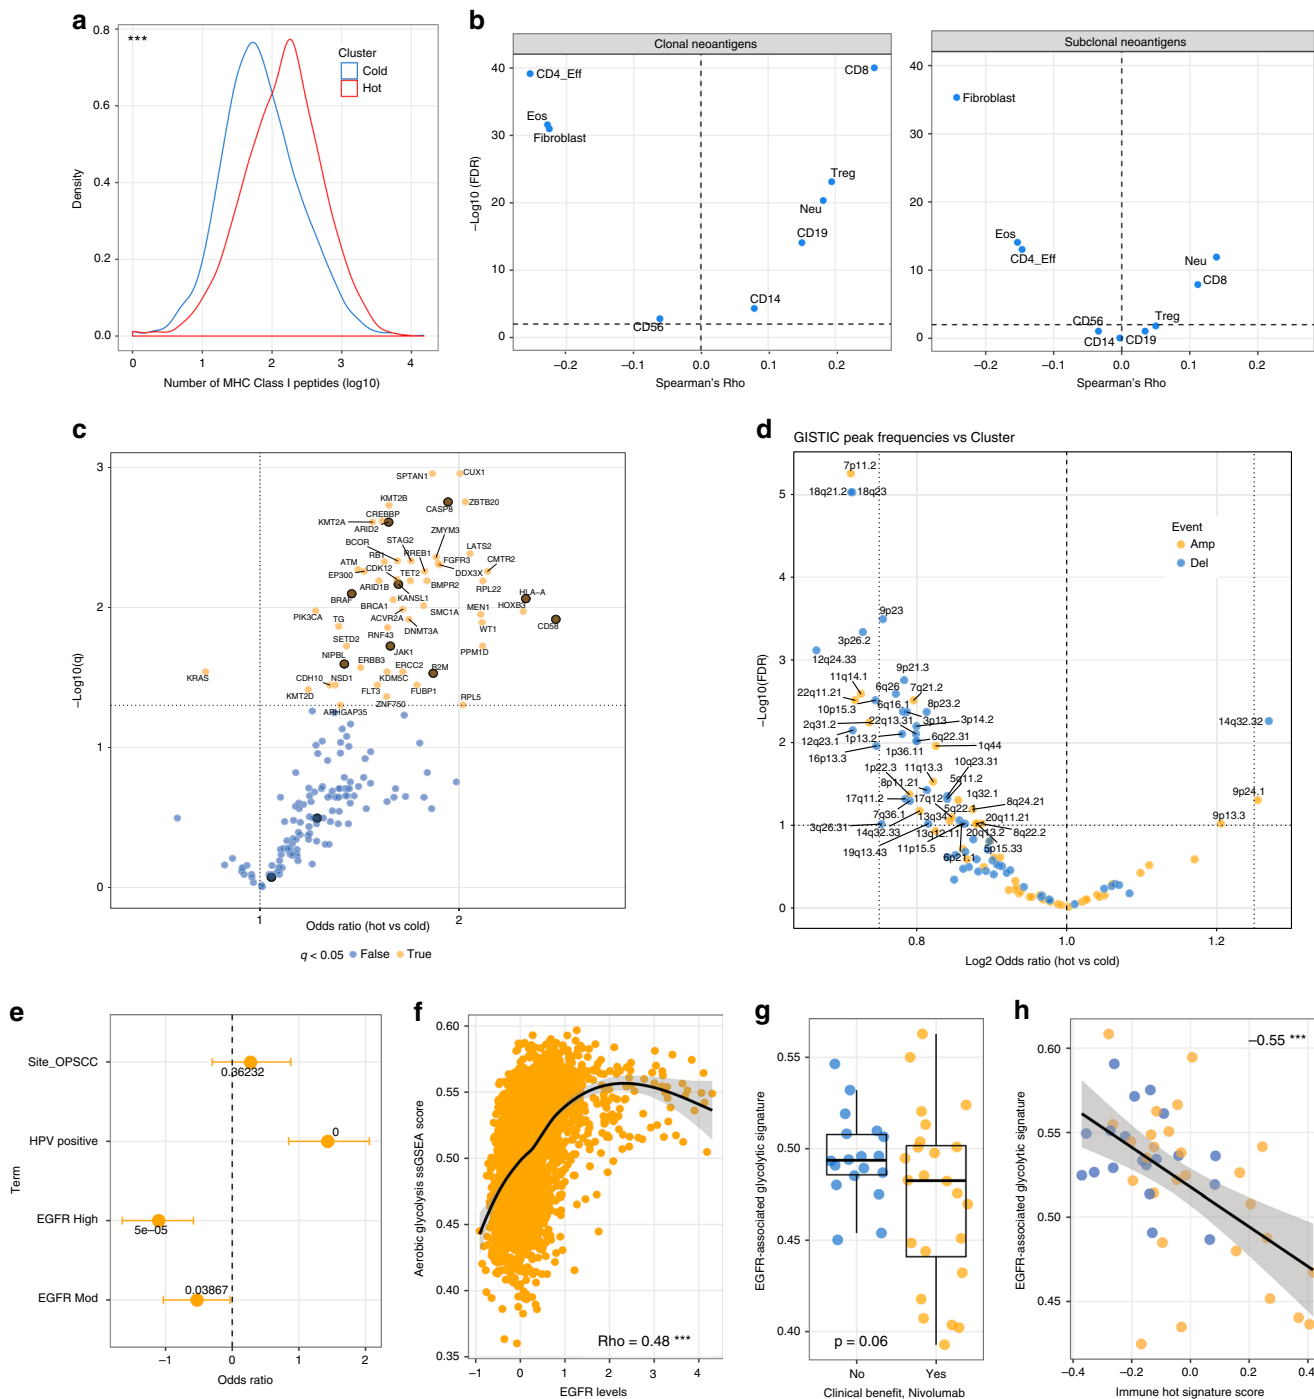 a
***
Cluster
Cold
Hot
0.8
0.6
0.4
0.2
0.0
Density
0
1
2
3
4
Number of MHC Class I peptides (log10)
b
Clonal neoantigens
CD4_Eff
CD8
Eos
Fibroblast
Treg
Neu
CD19
CD14
CD56
40
30
20
10
0
−Log10 (FDR)
−0.2
−0.1
0.0
0.1
0.2
Spearman's Rho
Subclonal neoantigens
Fibroblast
Eos
CD4_Eff
Neu
CD8
CD56
Treg
CD14
CD19
40
30
20
10
0
−0.2
−0.1
0.0
0.1
0.2
Spearman's Rho
c
3
2
1
0
−Log10(q)
SPTAN1
CUX1
KMT2B
CASP8
ZBTB20
CREBBP
KMT2A
ARID2
STAG2
ZMYM3
BCOR
RB1
RREB1
LATS2
FGFR3
CMTR2
ATM
CDK12
TET2
DDX3X
EP300
ARID1B
BMPR2
RPL22
HLA−A
BRAF
KANSL1
HOXB3
BRCA1
SMC1A
MEN1
PIK3CA
ACVR2A
CD58
TG
DNMT3A
WT1
RNF43
SETD2
JAK1
PPM1D
NIPBL
ERBB3
ERCC2
B2M
KRAS
CDH10
NSD1
KDM5C
KMT2D
FLT3
FUBP1
RPL5
ZNF750
ARHGAP35
1
2
Odds ratio (hot vs cold)
q < 0.05
False
True
d
GISTIC peak frequencies vs Cluster
Event
Amp
Del
5
4
3
2
1
0
−Log10(FDR)
7p11.2
18q21.2
18q23
9p23
3p26.2
12q24.33
9p21.3
11q14.1
22q11.21
6q26
7q21.2
10p15.3
6q16.1
8p23.2
2q31.2
22q13.31
3p13
3p14.2
14q32.32
12q23.1
1p13.2
6q22.31
16p13.3
1p36.11
1q44
10q23.31
1p22.3
11q13.3
5q11.2
8p11.21
1q32.1
9p24.1
17q11.2
17q12
8q24.21
7q36.1
5q22.1
9p13.3
3q26.31
13q34
20q11.21
14q32.33
13q12.11
20q13.2
8q22.2
19q13.43
11p15.5
5p15.33
6p21.1
0.8
1.0
1.2
Log2 Odds ratio (hot vs cold)
e
Term
Site_OPSCC
0.36232
HPV positive
0
EGFR High
5e−05
EGFR Mod
0.03867
−1
0
1
2
Odds ratio
f
0.60
0.55
0.50
0.45
0.40
0.35
Aerobic glycolysis ssGSEA score
Rho = 0.48 ***
−1
0
1
2
3
4
EGFR levels
g
0.55
0.50
0.45
0.40
EGFR-associated glycolytic signature
p = 0.06
No
Yes
Clinical benefit, Nivolumab
h
−0.55 ***
0.60
0.55
0.50
0.45
EGFR-associated glycolytic signature
−0.4
−0.2
0.0
0.2
0.4
Immune hot signature score